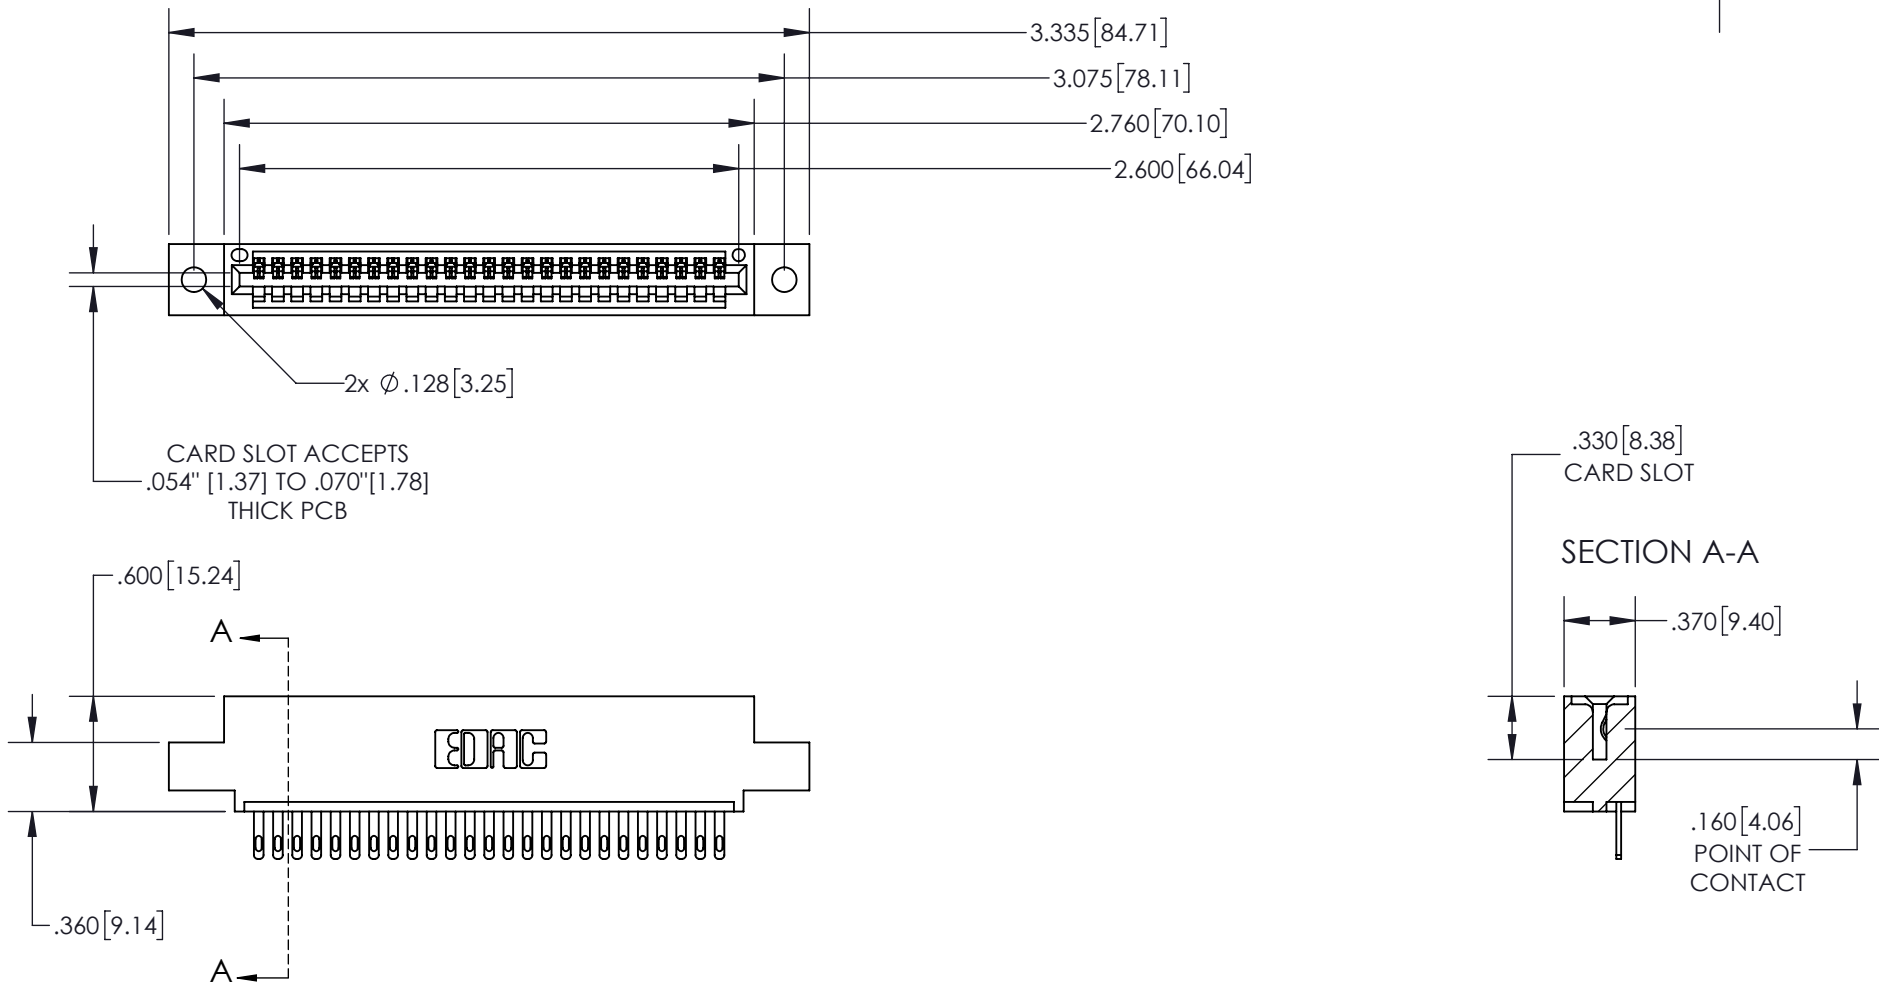 3.335[84.71]
3.075[78.11]
2.760[70.10]
2.600[66.04]
2x Ø.128[3.25]
CARD SLOT ACCEPTS
.054" [1.37] TO .070"[1.78]
THICK PCB
.330[8.38]
CARD SLOT
SECTION A-A
.600[15.24]
.370[9.40]
A
EDAC
.160[4.06]
POINT OF
CONTACT
.360[9.14]
A